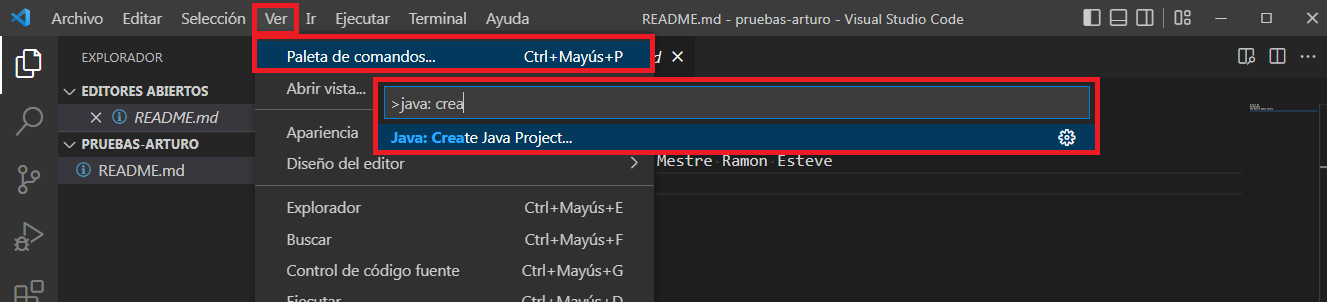 Archivo Editar Selección Ver Ir Ejecutar Terminal Ayuda README.md - pruebas-arturo - Visual Studio Code
EXPLORADOR
EDITORES ABIERTOS
README.md
PRUEBAS-ARTURO
README.md
Paleta de comandos... Ctrl+Mayús+P
d
Abrir vista...
>java: crea
Java: Create Java Project...
Apariencia
Diseño del editor
Mestre Ramon Esteve
Explorador Ctrl+Mayús+E
Buscar Ctrl+Mayús+F
Control de código fuente Ctrl+Mayús+G
Ejecutar Ctrl+Mayús+D